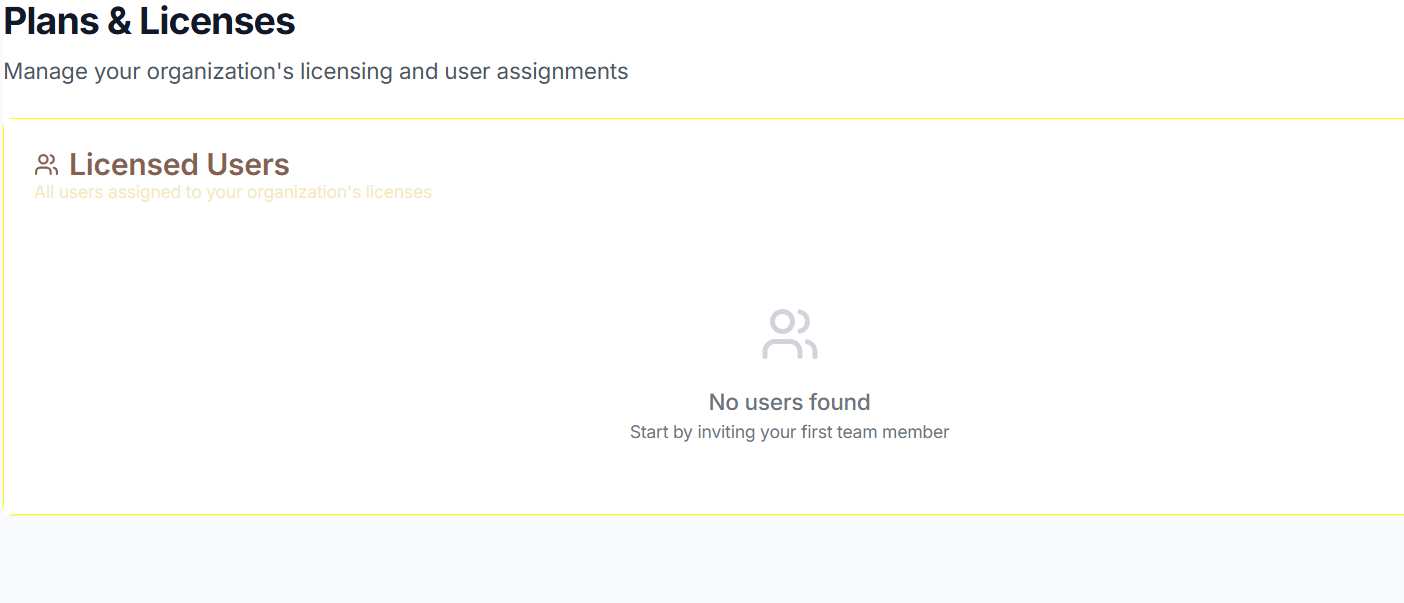 Plans & Licenses
Manage your organization's licensing and user assignments
Licensed Users
All users assigned to your organization's licenses
No users found
Start by inviting your first team member